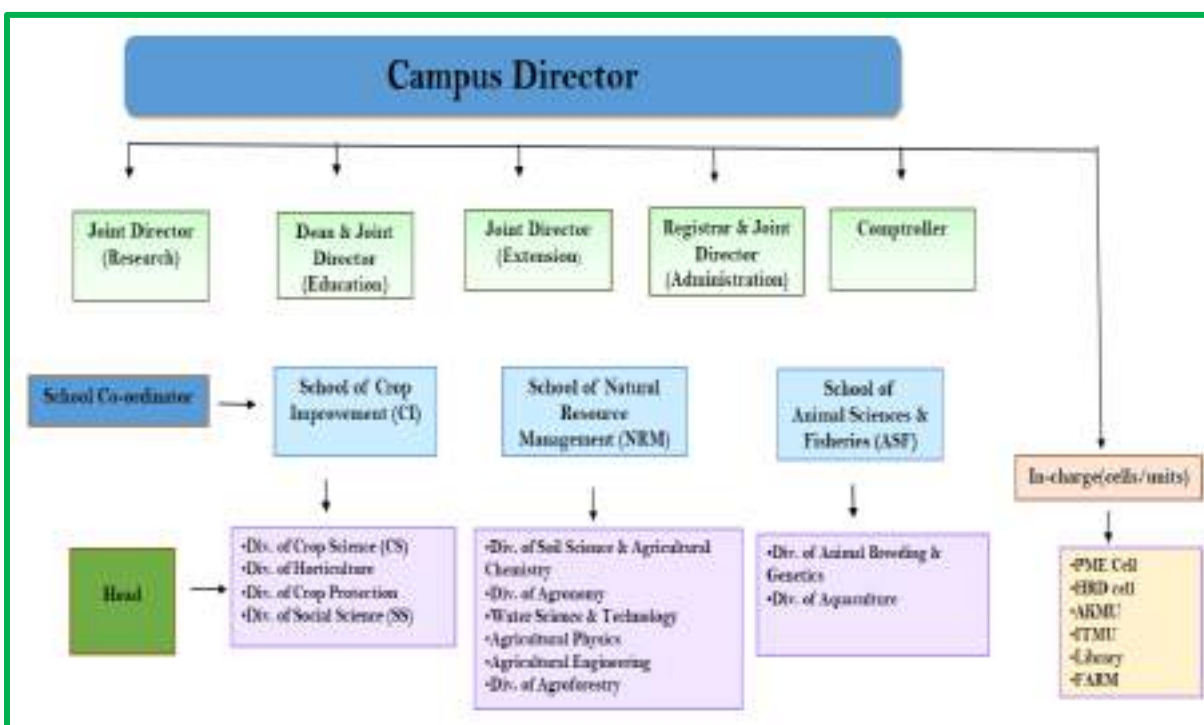 Campus Director
Joint Director
(Research)
Dean & Joint
Director
(Education)
Joint Director
(Extension)
Registrar & Joint
Director
(Administration)
Comptroller
School Co-ordinator
School of Crop
Improvement (CI)
School of Natural
Resource
Management (NRM)
School of
Animal Sciences &
Fisheries (ASF)
In-charge(cells/units)
Head
•Div. of Crop Science (CS)
•Div. of Horticulture
•Div. of Crop Protection
•Div. of Social Science (SS)
•Div. of Soil Science & Agricultural
Chemistry
•Div. of Agronomy
•Water Science & Technology
•Agricultural Physics
•Agricultural Engineering
•Div. of Agroforestry
•Div. of Animal Breeding &
Genetics
•Div. of Aquaculture
•PME Cell
•HRD cell
•AKMU
•ITMU
•Library
•FARM